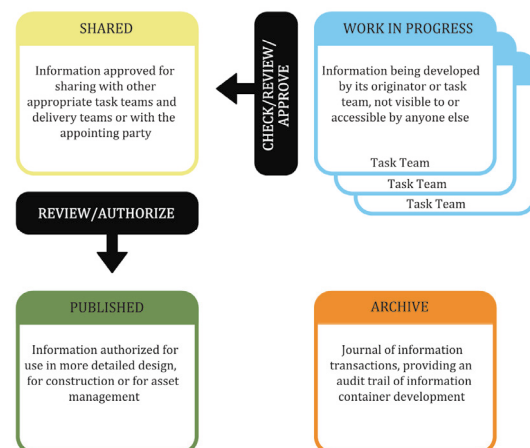 SHARED
Information approved for
sharing with other
appropriate task teams and
delivery teams or with the
appointing party
CHECK/REVIEW/
APPROVE
WORK IN PROGRESS
Information being developed
by its originator or task
team, not visible to or
accessible by anyone else
Task Team
Task Team
Task Team
REVIEW/AUTHORIZE
PUBLISHED
Information authorized for
use in more detailed design,
for construction or for asset
management
ARCHIVE
Journal of information
transactions, providing an
audit trail of information
container development